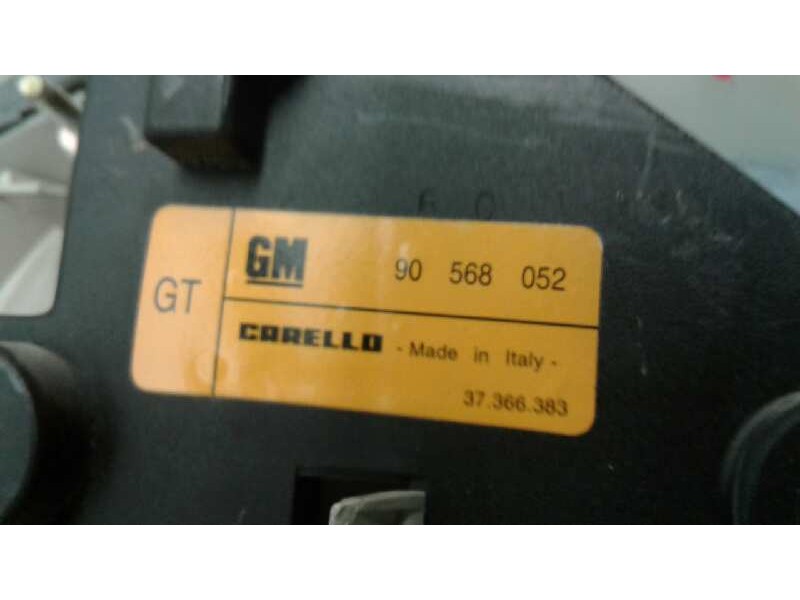 GT
GM 90 568 052
CARELLO - Made in Italy -
37.366.383